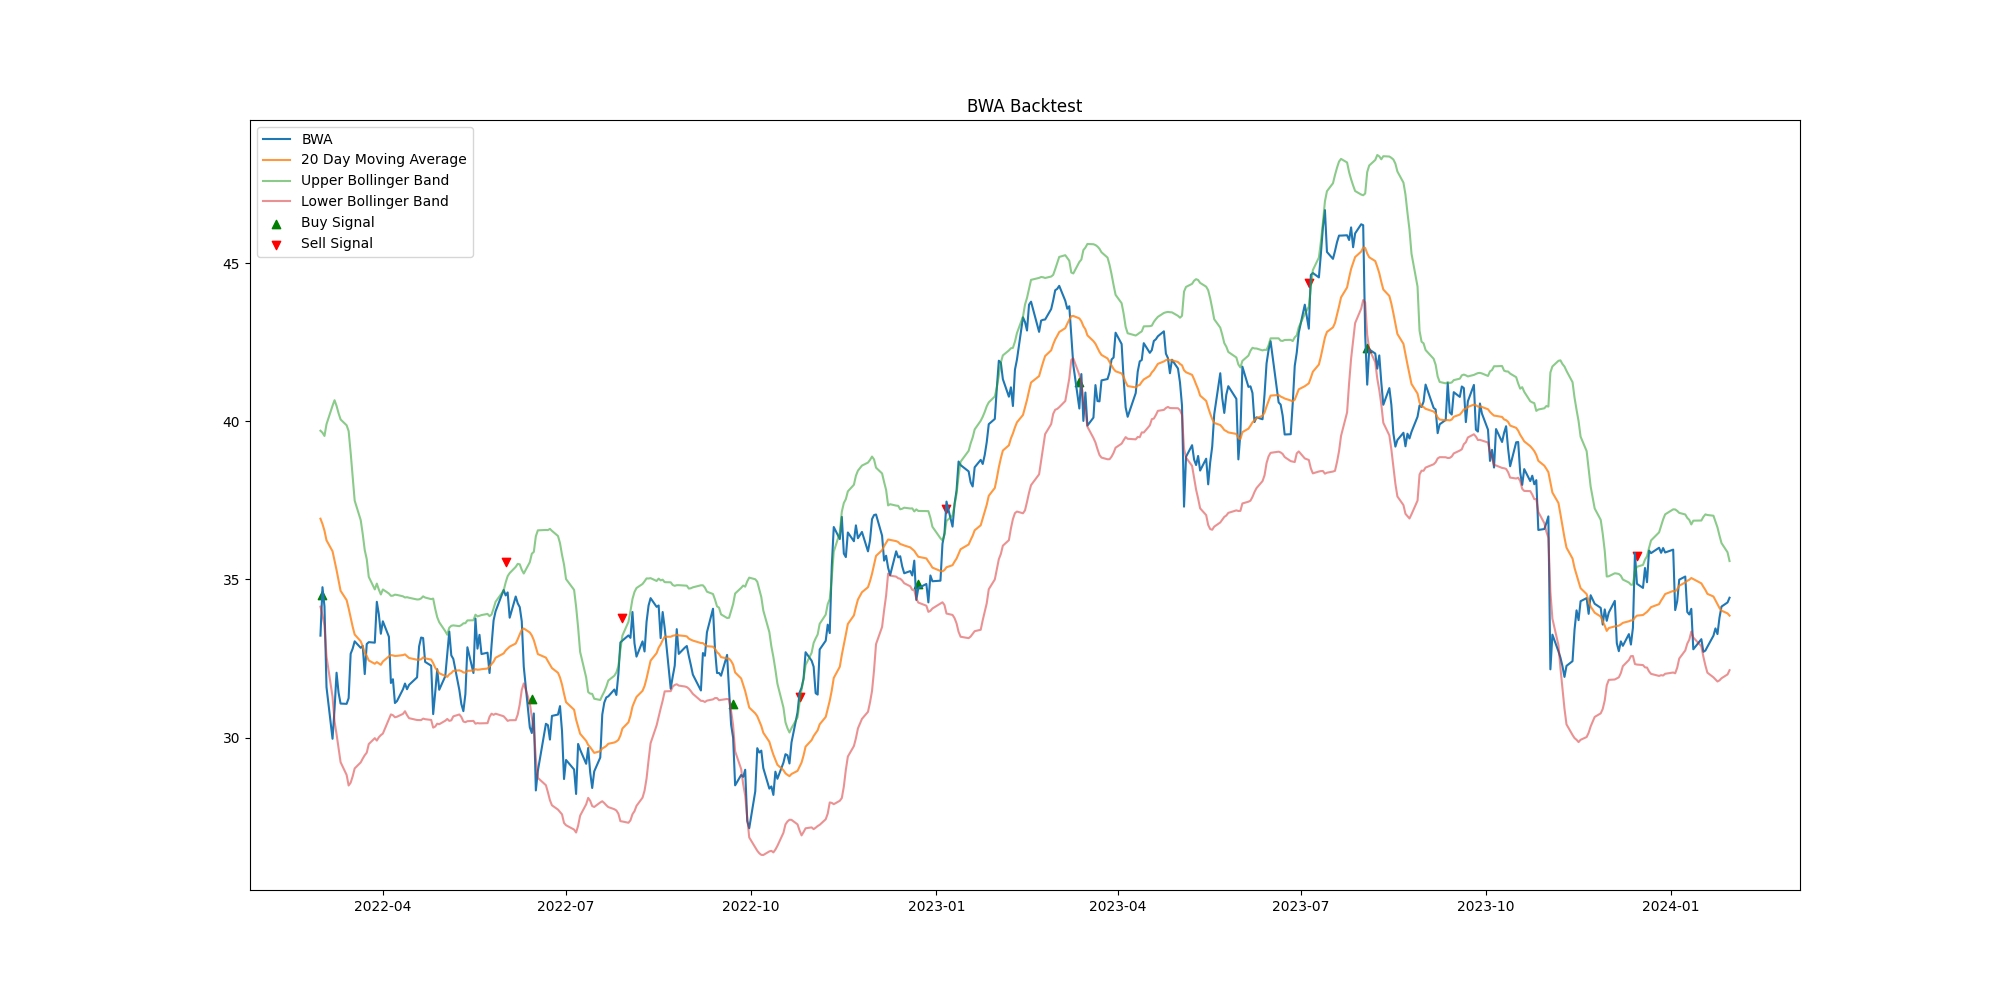 BWA Backtest
BWA
20 Day Moving Average
Upper Bollinger Band
Lower Bollinger Band
Buy Signal
Sell Signal
45
40
35
30
2022-04 2022-07 2022-10 2023-01 2023-04 2023-07 2023-10 2024-01